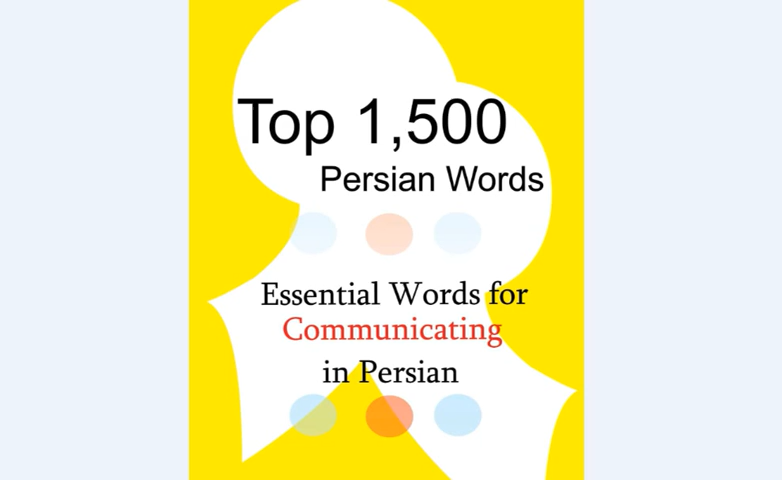 Top 1,500
Persian Words
Essential Words for
Communicating
in Persian